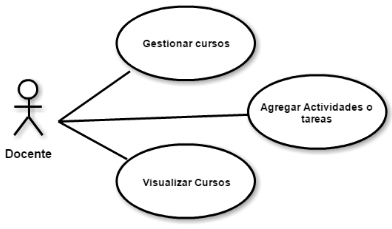 Gestionar cursos
Agregar Actividades o
tareas
Docente
Visualizar Cursos